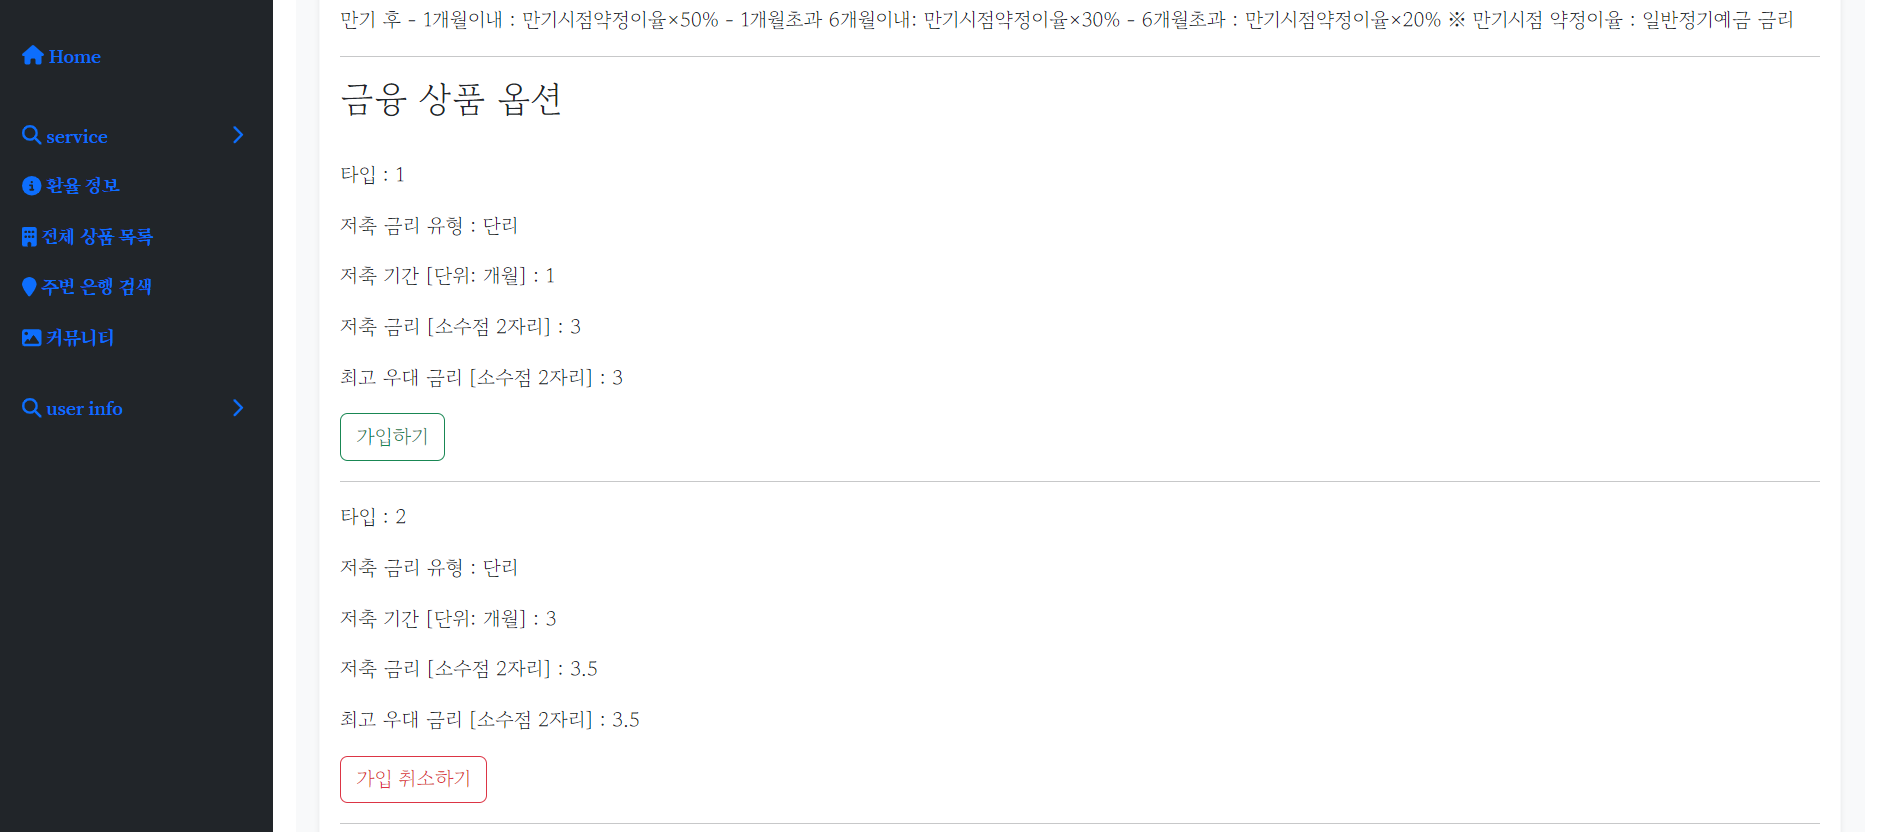 Home
service
환율 정보
전체 상품 목록
주변 은행 검색
커뮤니티
user info
만기 후 - 1개월이내 : 만기시점약정이율×50% - 1개월초과 6개월이내: 만기시점약정이율×30% - 6개월초과 : 만기시점약정이율×20% ※ 만기시점 약정이율 : 일반정기예금 금리
금융 상품 옵션
타입 : 1
저축 금리 유형 : 단리
저축 기간 [단위: 개월] : 1
저축 금리 [소수점 2자리] : 3
최고 우대 금리 [소수점 2자리] : 3
가입하기
타입 : 2
저축 금리 유형 : 단리
저축 기간 [단위: 개월] : 3
저축 금리 [소수점 2자리] : 3.5
최고 우대 금리 [소수점 2자리] : 3.5
가입 취소하기